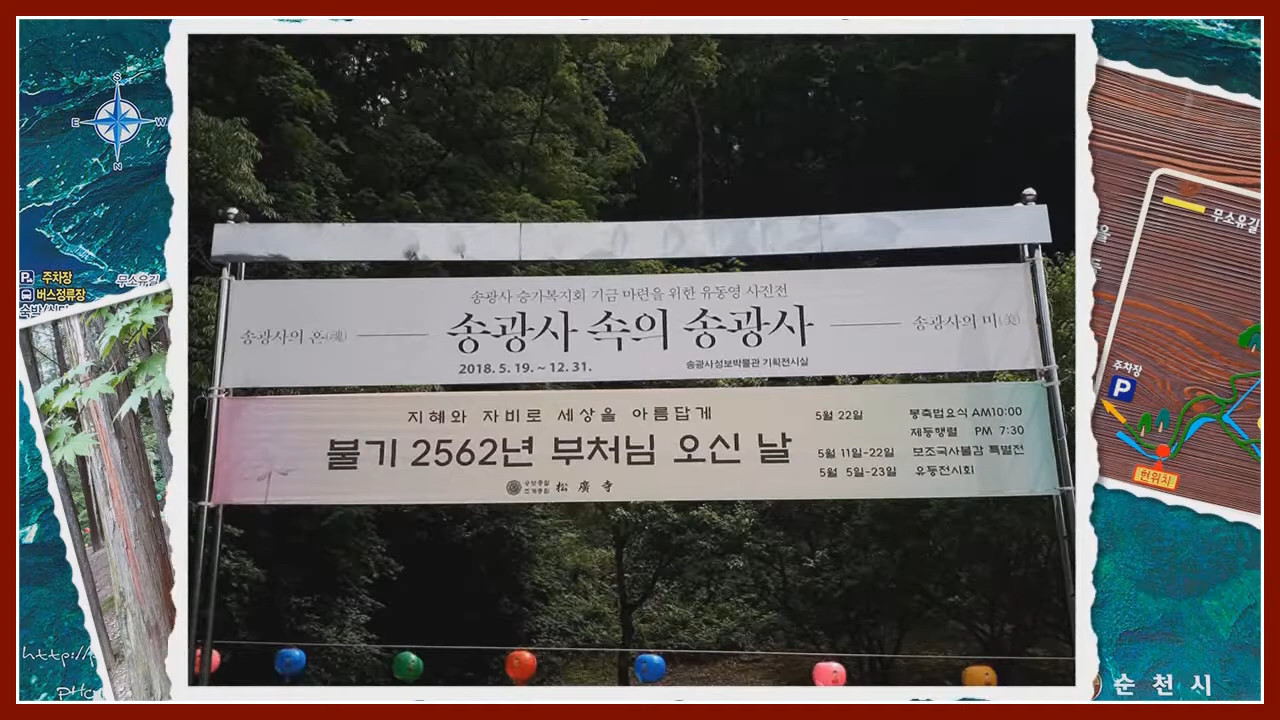 S
E W
N
P 주차장
버스정류장
무소유길
송광사 승가복지회 기금 마련을 위한 유동영 사진전
송광사의 혼(魂) 송광사 속의 송광사 송광사의 미(美)
2018. 5. 19. ~ 12. 31. 송광사성보박물관 기획전시실
지혜와 자비로 세상을 아름답게
불기 2562년 부처님 오신 날
松廣寺
5월 22일 봉축법요식 AM10:00
제등행렬 PM 7:30
5월 11일-22일 보조국사불감 특별전
5월 5일-23일 유등전시회
무소유길
주차장
P
현위치
http://
순천시